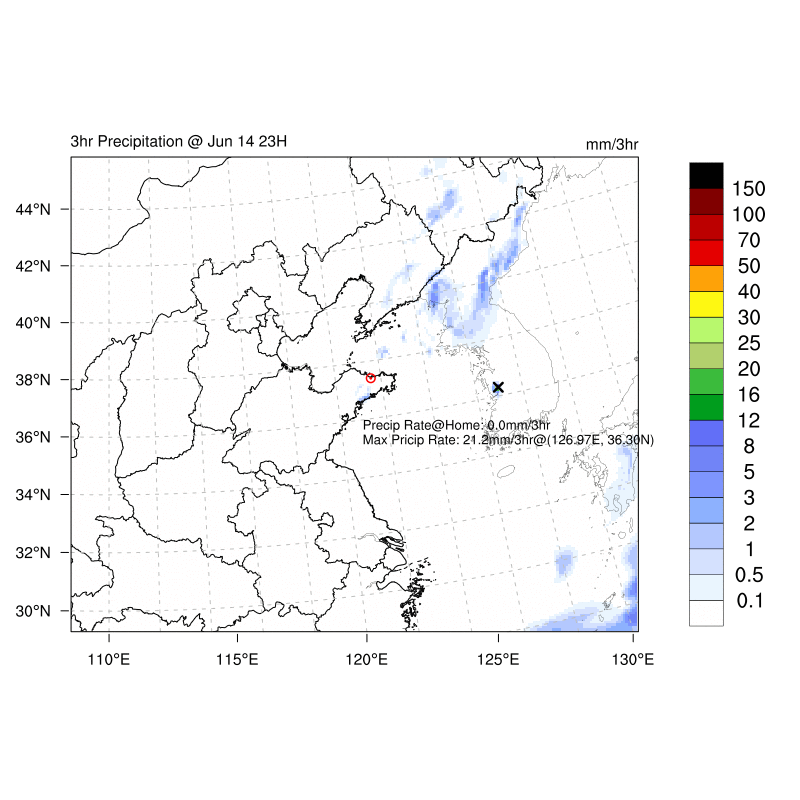 3hr Precipitation @ Jun 14 23H
mm/3hr
44°N
42°N
40°N
38°N
36°N
34°N
32°N
30°N
Precip Rate@Home: 0.0mm/3hr
Max Pricip Rate: 21.2mm/3hr@(126.97E, 36.30N)
110°E
115°E
120°E
125°E
130°E
150
100
70
50
40
30
25
20
16
12
8
5
3
2
1
0.5
0.1